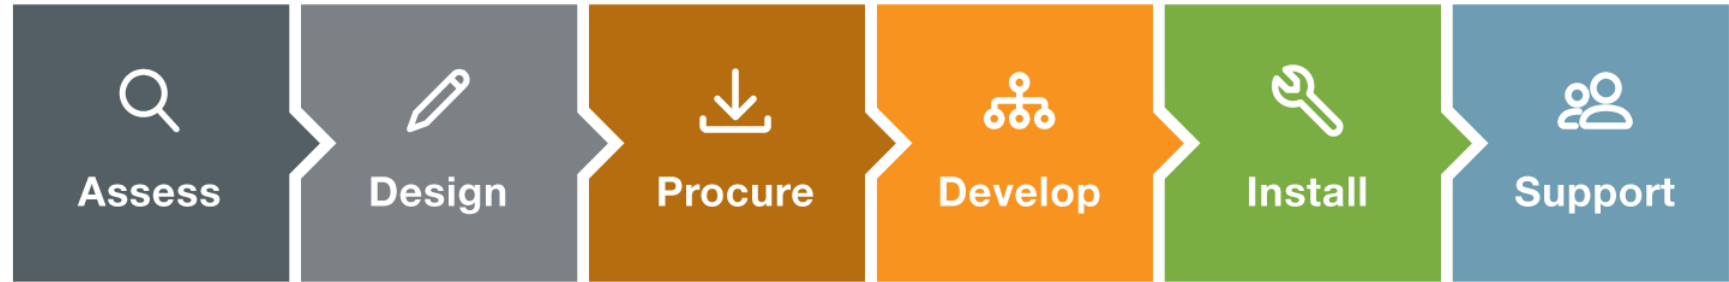 Assess
Design
Procure
Develop
Install
Support